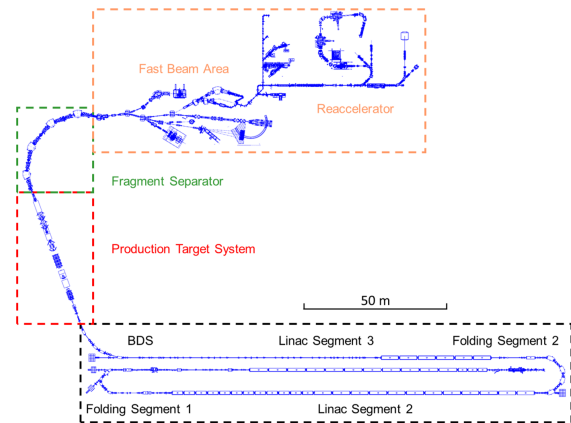 Fast Beam Area
Reaccelerator
Fragment Separator
Production Target System
50 m
BDS
Linac Segment 3
Folding Segment 2
Folding Segment 1
Linac Segment 2